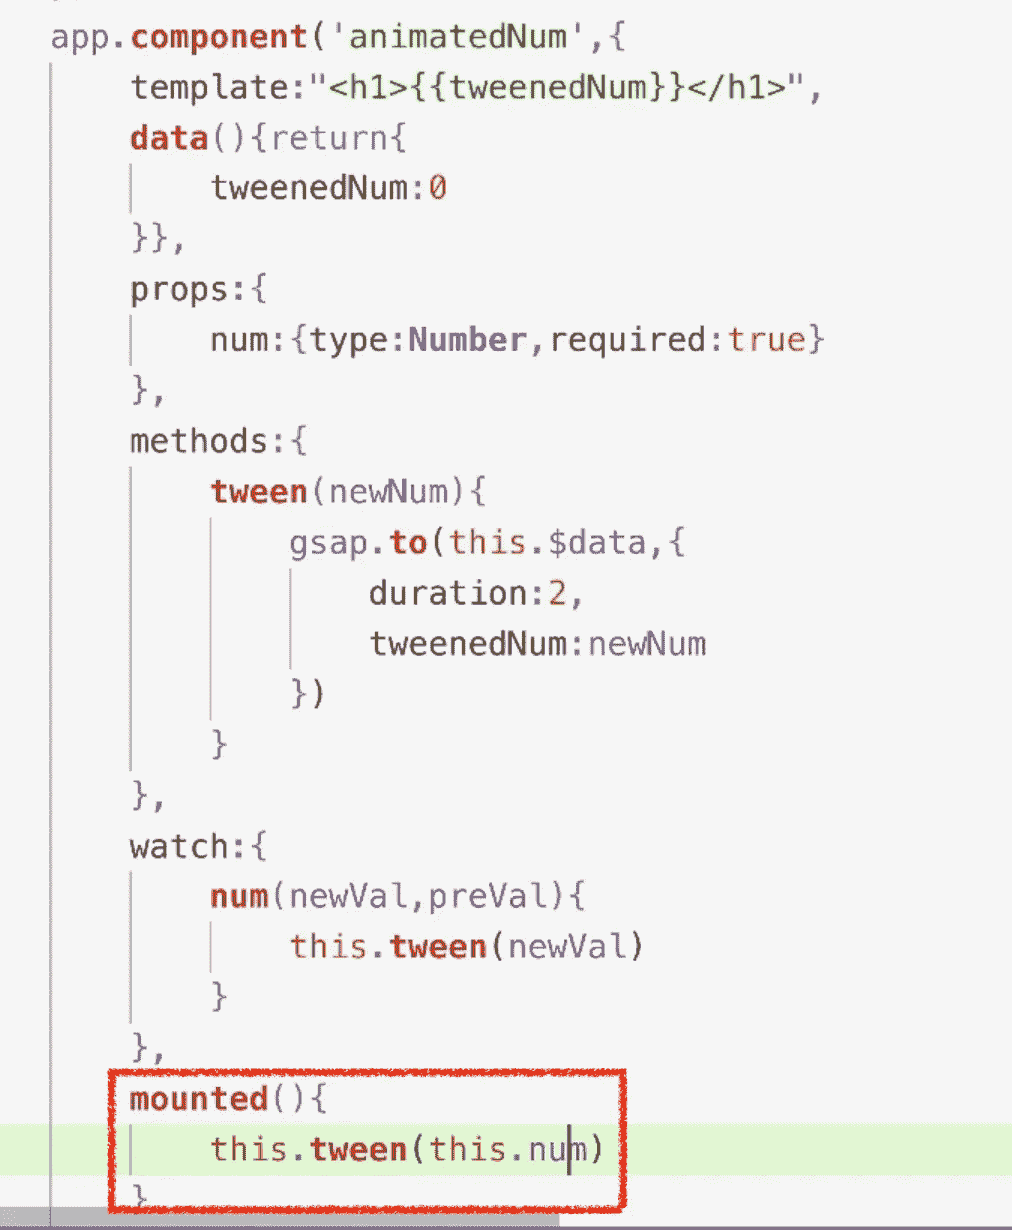 app.component('animatedNum',{
template:"<h1>{{tweenedNum}}</h1>",
data(){return{
tweenedNum:0
}},
props:{
num:{type:Number,required:true}
},
methods:{
tween(newNum){
gsap.to(this.$data,{
duration:2,
tweenedNum:newNum
})
}
},
watch:{
num(newVal,preVal){
this.tween(newVal)
}
},
mounted(){
this.tween(this.num)
}